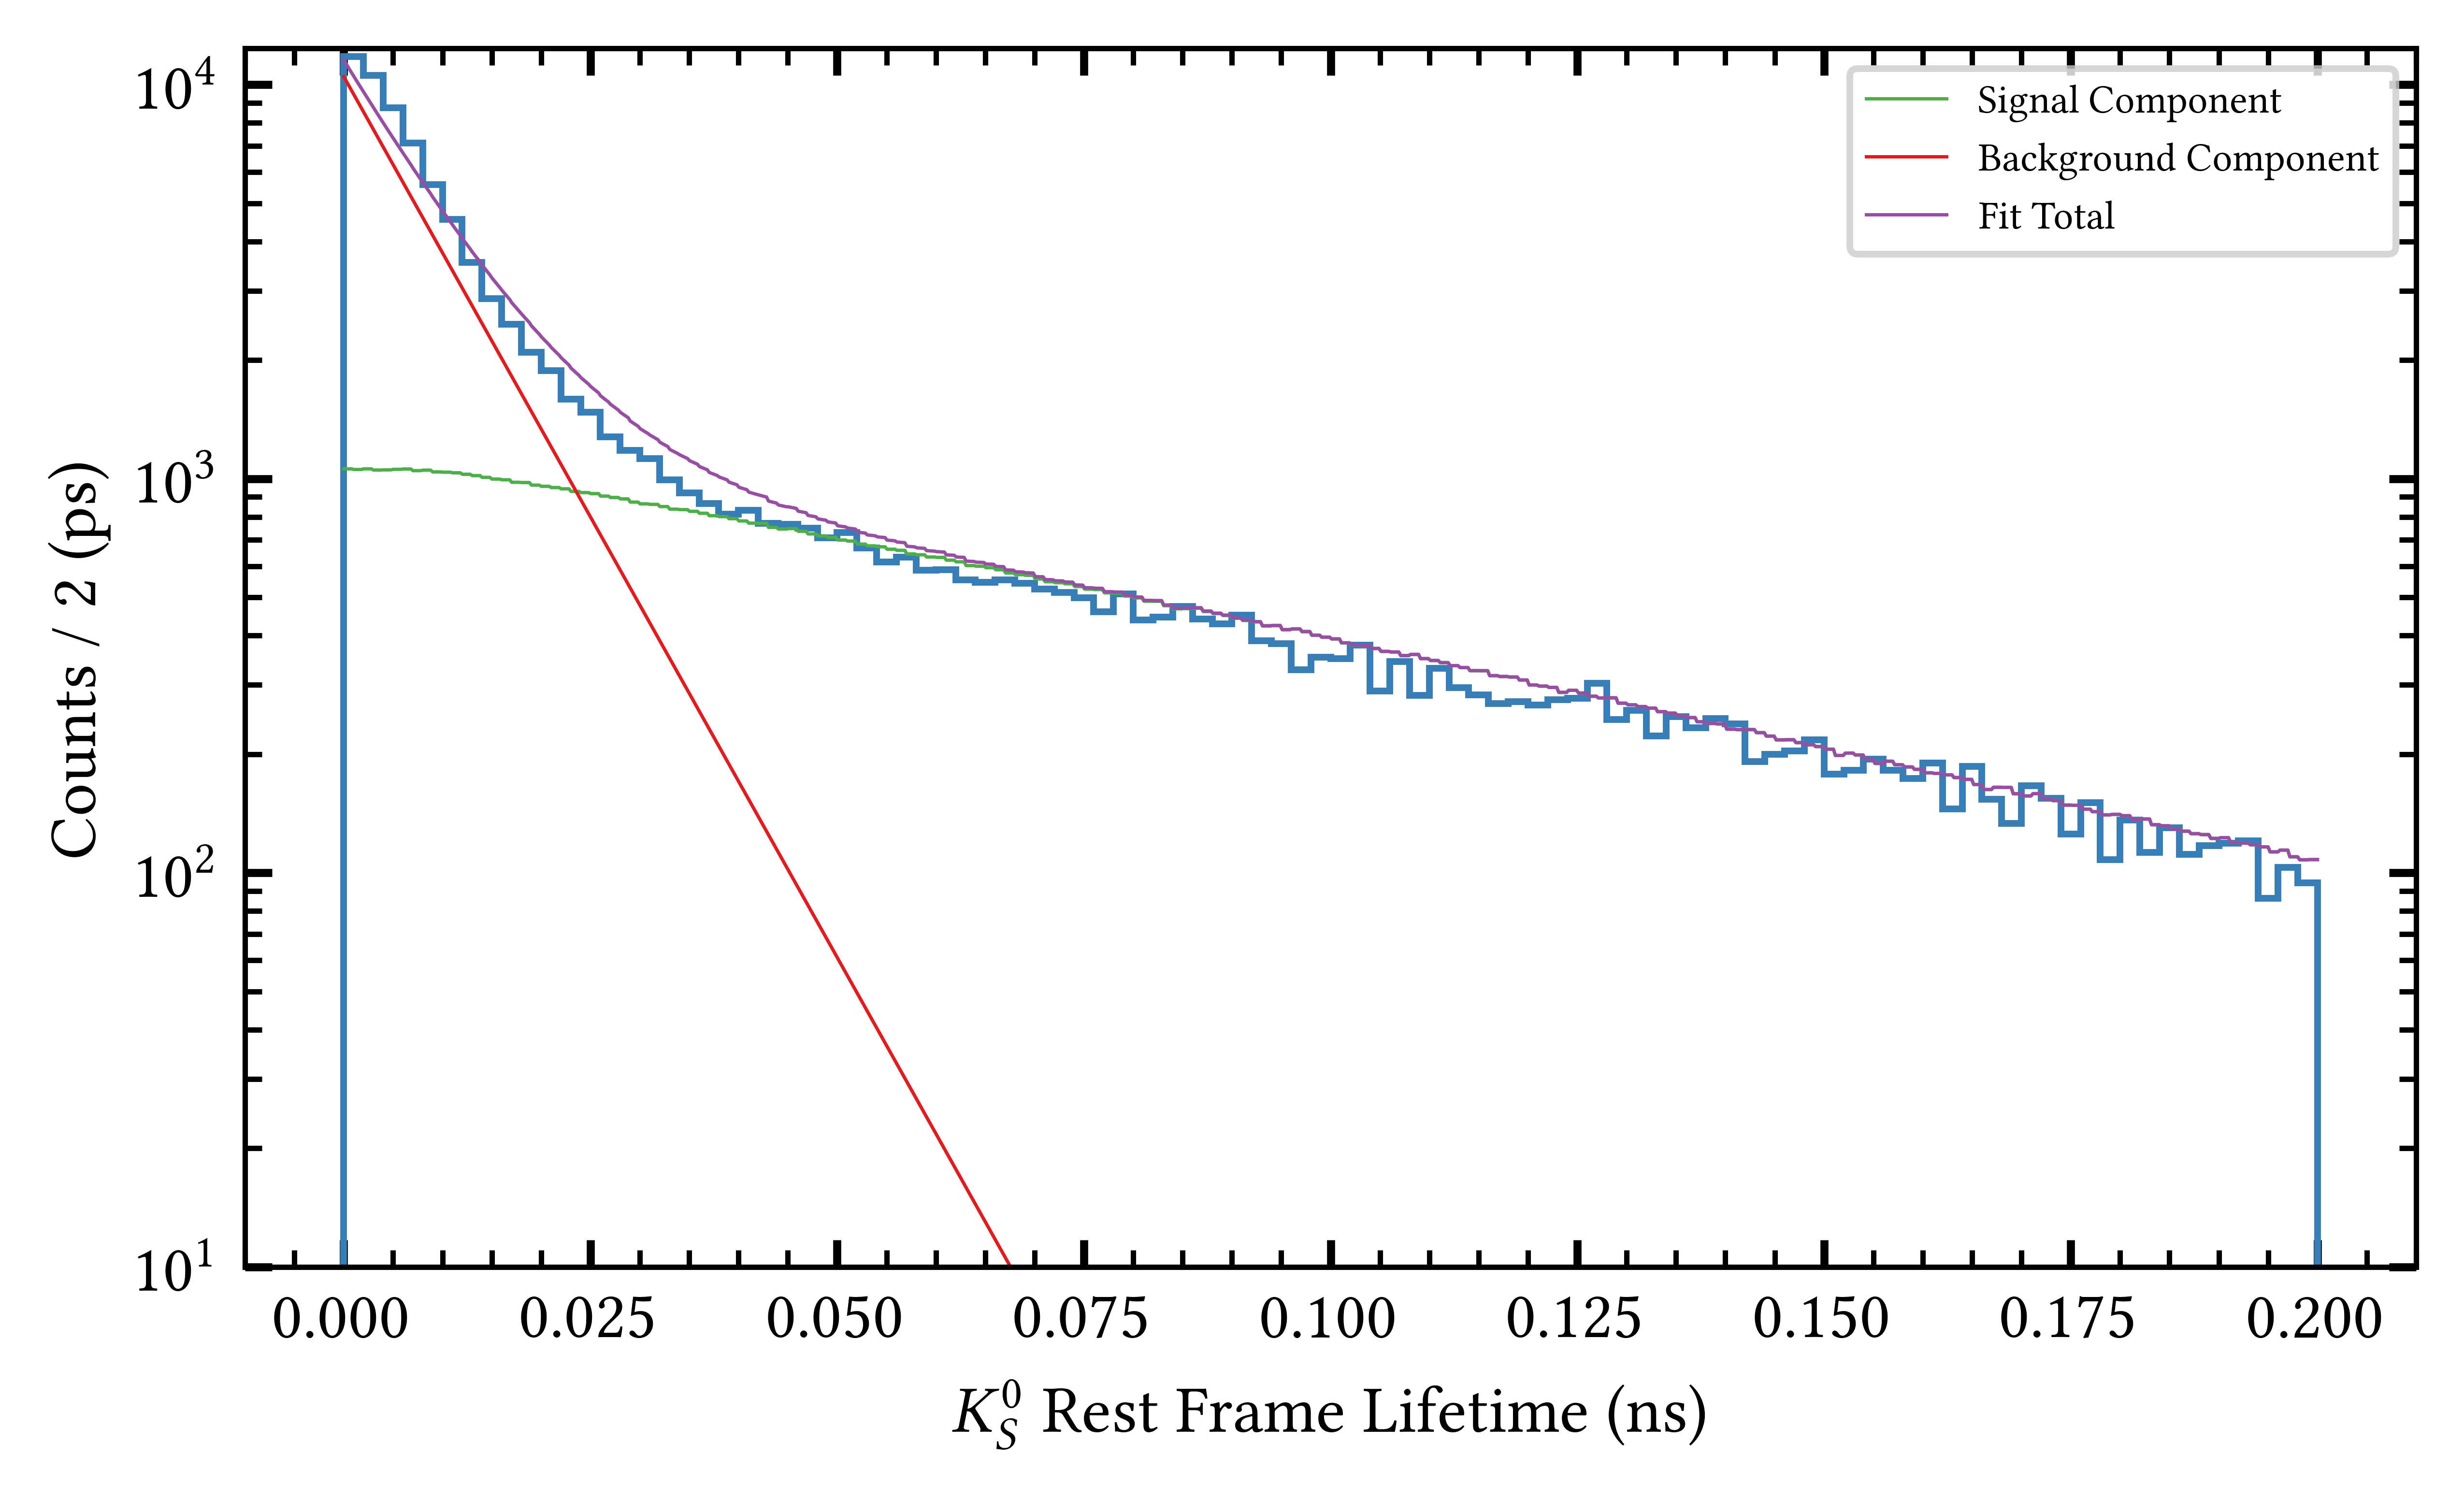 Counts / 2 (ps)
10^4
10^3
10^2
10^1
Signal Component
Background Component
Fit Total
0.000 0.025 0.050 0.075 0.100 0.125 0.150 0.175 0.200
K_S^0 Rest Frame Lifetime (ns)